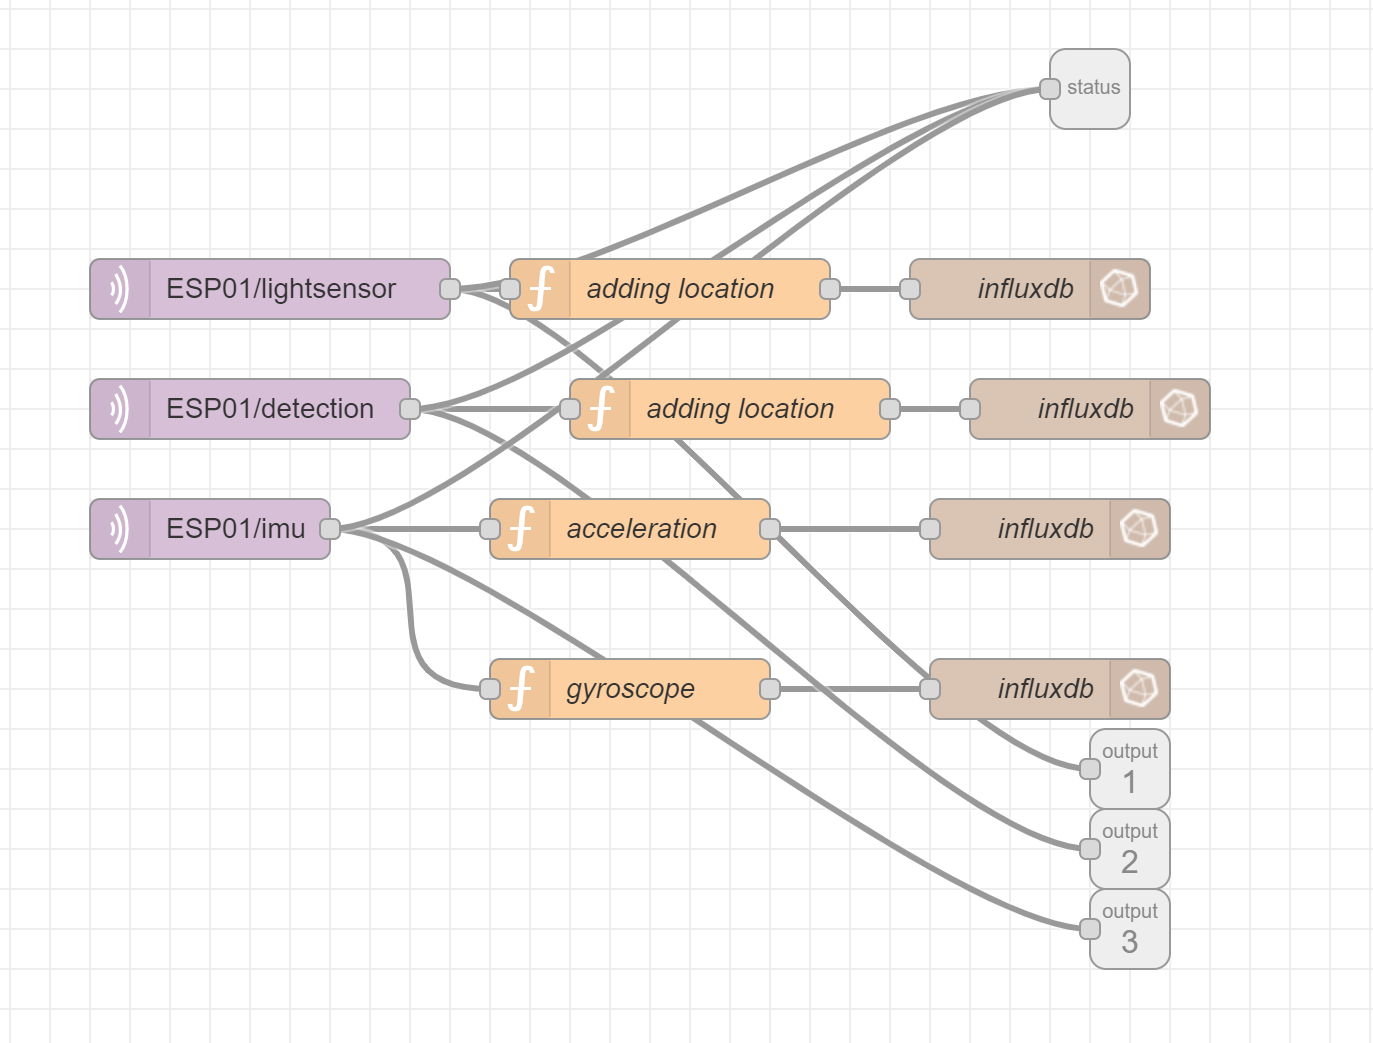 status
ESP01/lightsensor
adding location
influxdb
ESP01/detection
adding location
influxdb
ESP01/imu
acceleration
influxdb
gyroscope
influxdb
output
1
output
2
output
3